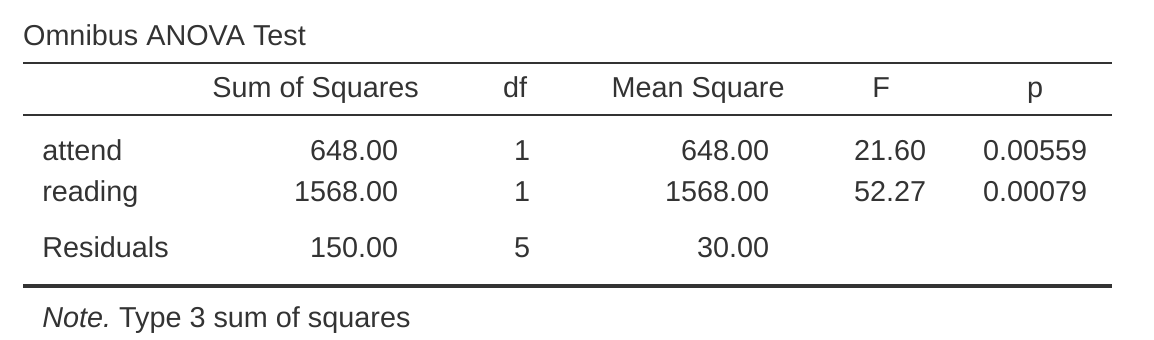 Omnibus ANOVA Test
Sum of Squares df Mean Square F p
attend 648.00 1 648.00 21.60 0.00559
reading 1568.00 1 1568.00 52.27 0.00079
Residuals 150.00 5 30.00
Note. Type 3 sum of squares